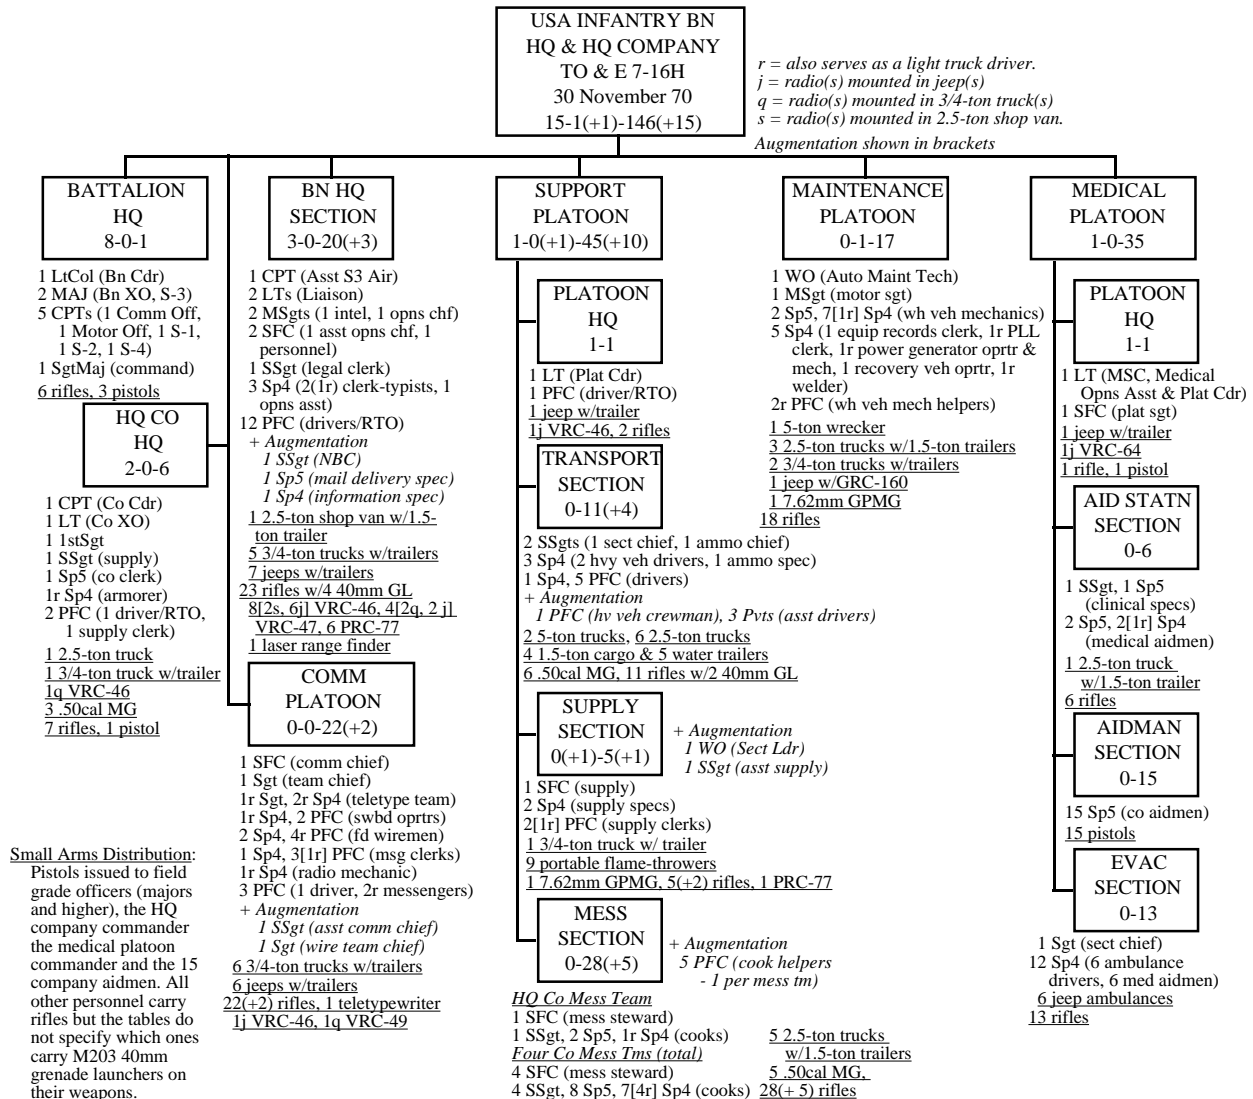 USA INFANTRY BN
HQ & HQ COMPANY
TO & E 7-16H
30 November 70
15-1(+1)-146(+15)
r = also serves as a light truck driver.
j = radio(s) mounted in jeep(s)
q = radio(s) mounted in 3/4-ton truck(s)
s = radio(s) mounted in 2.5-ton shop van.
Augmentation shown in brackets
BATTALION
HQ
8-0-1
1 LtCol (Bn Cdr)
2 MAJ (Bn XO, S-3)
5 CPTs (1 Comm Off,
1 Motor Off, 1 S-1,
1 S-2, 1 S-4)
1 SgtMaj (command)
6 rifles, 3 pistols
HQ CO
HQ
2-0-6
1 CPT (Co Cdr)
1 LT (Co XO)
1 1stSgt
1 SSgt (supply)
1 Sp5 (co clerk)
1r Sp4 (armorer)
2 PFC (1 driver/RTO,
1 supply clerk)
1 2.5-ton truck
1 3/4-ton truck w/trailer
1q VRC-46
3 .50cal MG
7 rifles, 1 pistol
BN HQ
SECTION
3-0-20(+3)
1 CPT (Asst S3 Air)
2 LTs (Liaison)
2 MSgts (1 intel, 1 opns chf)
2 SFC (1 asst opns chf, 1
personnel)
1 SSgt (legal clerk)
3 Sp4 (2(1r) clerk-typists, 1
opns asst)
12 PFC (drivers/RTO)
+ Augmentation
1 SSgt (NBC)
1 Sp5 (mail delivery spec)
1 Sp4 (information spec)
1 2.5-ton shop van w/1.5-
ton trailer
5 3/4-ton trucks w/trailers
7 jeeps w/trailers
23 rifles w/4 40mm GL
8[2s, 6j] VRC-46, 4[2q, 2 j]
VRC-47, 6 PRC-77
1 laser range finder
COMM
PLATOON
0-0-22(+2)
1 SFC (comm chief)
1 Sgt (team chief)
1r Sgt, 2r Sp4 (teletype team)
1r Sp4, 2 PFC (swbd oprtrs)
2 Sp4, 4r PFC (fd wiremen)
1 Sp4, 3[1r] PFC (msg clerks)
1r Sp4 (radio mechanic)
3 PFC (1 driver, 2r messengers)
+ Augmentation
1 SSgt (asst comm chief)
1 Sgt (wire team chief)
6 3/4-ton trucks w/trailers
6 jeeps w/trailers
22(+2) rifles, 1 teletypewriter
1j VRC-46, 1q VRC-49
SUPPORT
PLATOON
1-0(+1)-45(+10)
PLATOON
HQ
1-1
1 LT (Plat Cdr)
1 PFC (driver/RTO)
1 jeep w/trailer
1j VRC-46, 2 rifles
TRANSPORT
SECTION
0-11(+4)
2 SSgts (1 sect chief, 1 ammo chief)
3 Sp4 (2 hvy veh drivers, 1 ammo spec)
1 Sp4, 5 PFC (drivers)
+ Augmentation
1 PFC (hv veh crewman), 3 Pvts (asst drivers)
2 5-ton trucks, 6 2.5-ton trucks
4 1.5-ton cargo & 5 water trailers
6 .50cal MG, 11 rifles w/2 40mm GL
SUPPLY
SECTION
0(+1)-5(+1)
+ Augmentation
1 WO (Sect Ldr)
1 SSgt (asst supply)
1 SFC (supply)
2 Sp4 (supply specs)
2[1r] PFC (supply clerks)
1 3/4-ton truck w/ trailer
9 portable flame-throwers
1 7.62mm GPMG, 5(+2) rifles, 1 PRC-77
MESS
SECTION
0-28(+5)
+ Augmentation
5 PFC (cook helpers
- 1 per mess tm)
HQ Co Mess Team
1 SFC (mess steward)
1 SSgt, 2 Sp5, 1r Sp4 (cooks)
Four Co Mess Tms (total)
4 SFC (mess steward)
4 SSgt, 8 Sp5, 7[4r] Sp4 (cooks)
5 2.5-ton trucks
w/1.5-ton trailers
5 .50cal MG,
28(+ 5) rifles
MAINTENANCE
PLATOON
0-1-17
1 WO (Auto Maint Tech)
1 MSgt (motor sgt)
2 Sp5, 7[1r] Sp4 (wh veh mechanics)
5 Sp4 (1 equip records clerk, 1r PLL
clerk, 1r power generator oprtr &
mech, 1 recovery veh oprtr, 1r
welder)
2r PFC (wh veh mech helpers)
1 5-ton wrecker
3 2.5-ton trucks w/1.5-ton trailers
2 3/4-ton trucks w/trailers
1 jeep w/GRC-160
1 7.62mm GPMG
18 rifles
MEDICAL
PLATOON
1-0-35
PLATOON
HQ
1-1
1 LT (MSC, Medical
Opns Asst & Plat Cdr)
1 SFC (plat sgt)
1 jeep w/trailer
1j VRC-64
1 rifle, 1 pistol
AID STATN
SECTION
0-6
1 SSgt, 1 Sp5
(clinical specs)
2 Sp5, 2[1r] Sp4
(medical aidmen)
1 2.5-ton truck
w/1.5-ton trailer
6 rifles
AIDMAN
SECTION
0-15
15 Sp5 (co aidmen)
15 pistols
EVAC
SECTION
0-13
1 Sgt (sect chief)
12 Sp4 (6 ambulance
drivers, 6 med aidmen)
6 jeep ambulances
13 rifles
Small Arms Distribution:
Pistols issued to field
grade officers (majors
and higher), the HQ
company commander
the medical platoon
commander and the 15
company aidmen. All
other personnel carry
rifles but the tables do
not specify which ones
carry M203 40mm
grenade launchers on
their weapons.